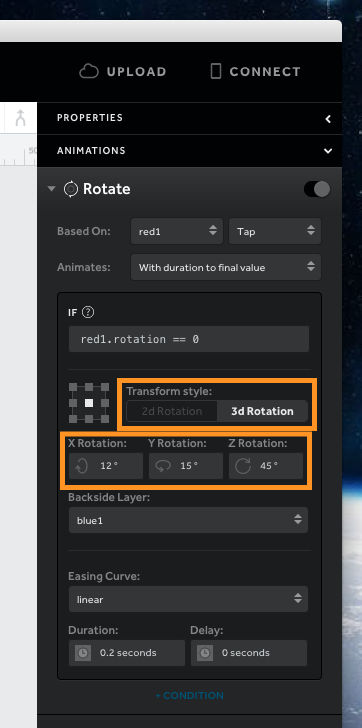 UPLOAD CONNECT
PROPERTIES
50
ANIMATIONS
Rotate
Based On: red1 Tap
Animates: With duration to final value
IF ?
red1.rotation == 0
Transform style:
2d Rotation 3d Rotation
X Rotation: Y Rotation: Z Rotation:
12° 15° 45°
Backside Layer:
blue1
Easing Curve:
linear
Duration: Delay:
0.2 seconds 0 seconds
+ CONDITION